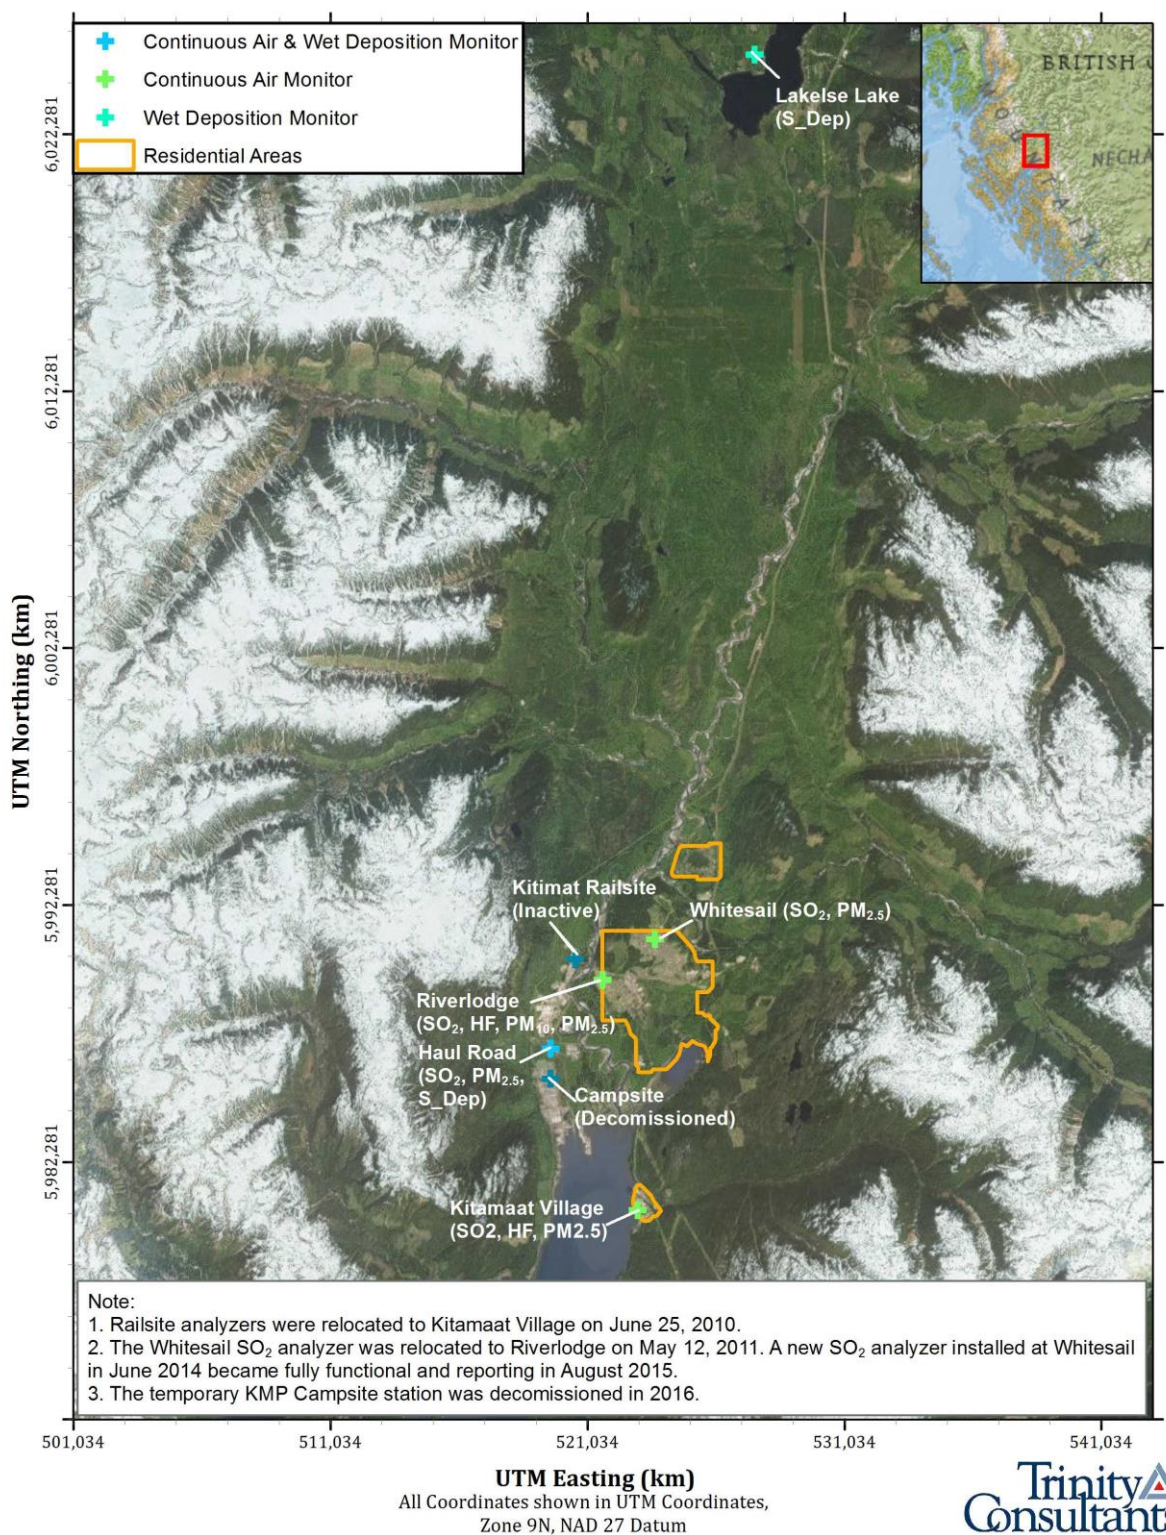 Continuous Air & Wet Deposition Monitor
Continuous Air Monitor
Wet Deposition Monitor
Residential Areas
Lakelse Lake
(S_Dep)
BRITISH
NECHA
Kitimat Railsite
(Inactive)
Whitesail (SO₂, PM₂.₅)
Riverlodge
(SO₂, HF, PM₁₀, PM₂.₅)
Haul Road
(SO₂, PM₂.₅,
S_Dep)
Campsite
(Decomissioned)
Kitamaat Village
(SO2, HF, PM2.5)
UTM Northing (km)
6,022,281
6,012,281
6,002,281
5,992,281
5,982,281
Note:
1. Railsite analyzers were relocated to Kitamaat Village on June 25, 2010.
2. The Whitesail SO₂ analyzer was relocated to Riverlodge on May 12, 2011. A new SO₂ analyzer installed at Whitesail
in June 2014 became fully functional and reporting in August 2015.
3. The temporary KMP Campsite station was decomissioned in 2016.
501,034
511,034
521,034
531,034
541,034
UTM Easting (km)
All Coordinates shown in UTM Coordinates,
Zone 9N, NAD 27 Datum
Trinity
Consultants